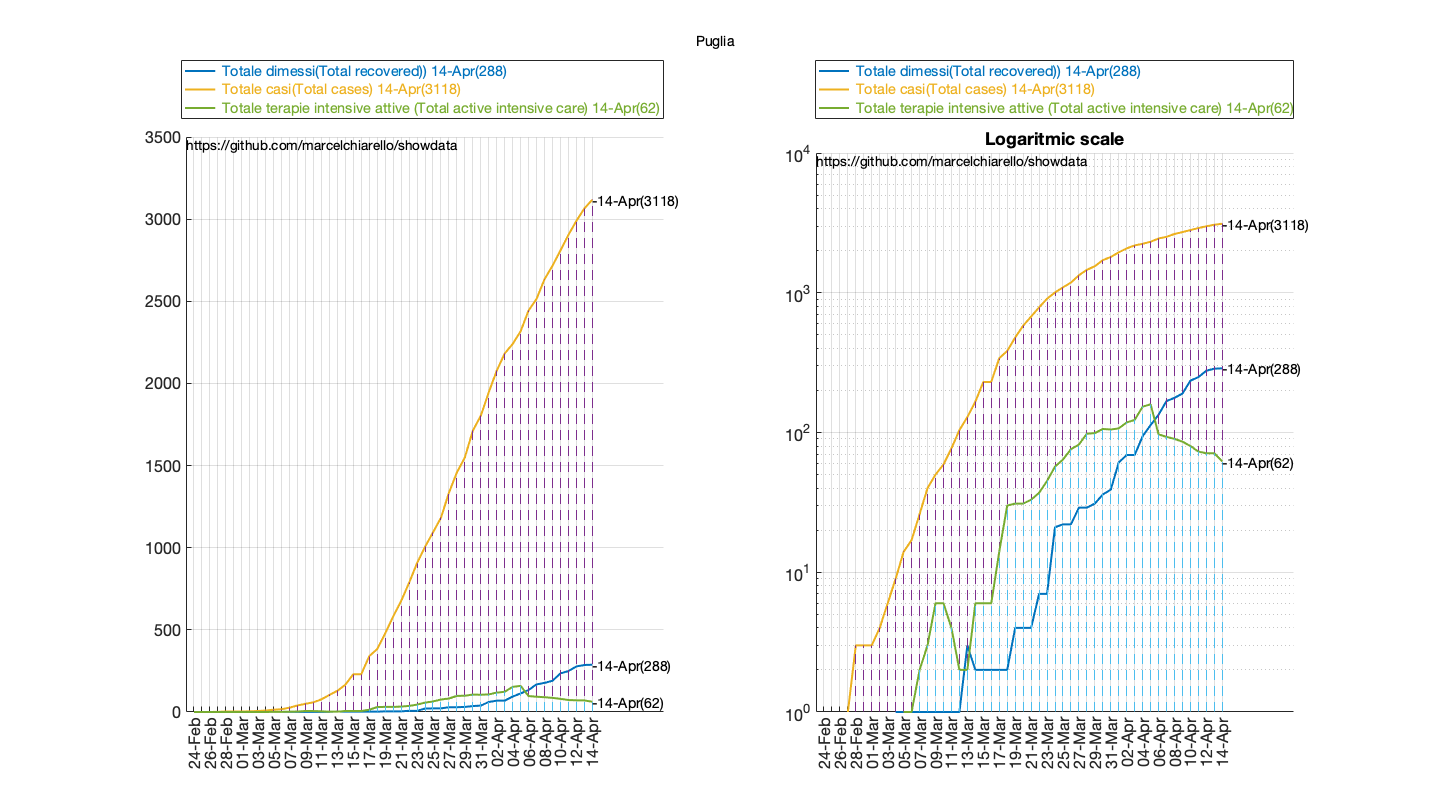 Puglia
Totale dimessi(Total recovered)) 14-Apr(288)
Totale casi(Total cases) 14-Apr(3118)
Totale terapie intensive attive (Total active intensive care) 14-Apr(62)
https://github.com/marcelchiarello/showdata
3500
3000
2500
2000
1500
1000
500
0
-14-Apr(3118)
-14-Apr(288)
-14-Apr(62)
24-Feb
26-Feb
28-Feb
01-Mar
03-Mar
05-Mar
07-Mar
09-Mar
11-Mar
13-Mar
15-Mar
17-Mar
19-Mar
21-Mar
23-Mar
25-Mar
27-Mar
29-Mar
31-Mar
02-Apr
04-Apr
06-Apr
08-Apr
10-Apr
12-Apr
14-Apr
Totale dimessi(Total recovered)) 14-Apr(288)
Totale casi(Total cases) 14-Apr(3118)
Totale terapie intensive attive (Total active intensive care) 14-Apr(62)
Logaritmic scale
https://github.com/marcelchiarello/showdata
10^4
10^3
10^2
10^1
10^0
-14-Apr(3118)
-14-Apr(288)
-14-Apr(62)
24-Feb
26-Feb
28-Feb
01-Mar
03-Mar
05-Mar
07-Mar
09-Mar
11-Mar
13-Mar
15-Mar
17-Mar
19-Mar
21-Mar
23-Mar
25-Mar
27-Mar
29-Mar
31-Mar
02-Apr
04-Apr
06-Apr
08-Apr
10-Apr
12-Apr
14-Apr